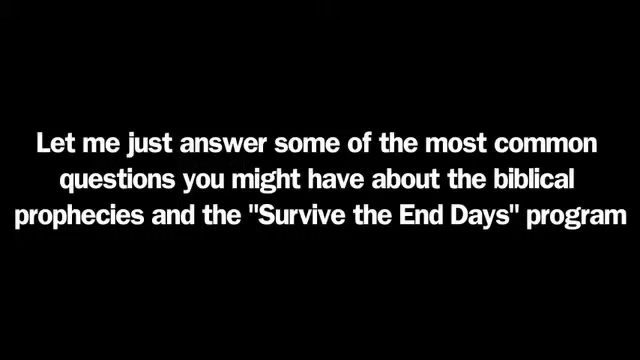 Let me just answer some of the most common
questions you might have about the biblical
prophecies and the "Survive the End Days" program